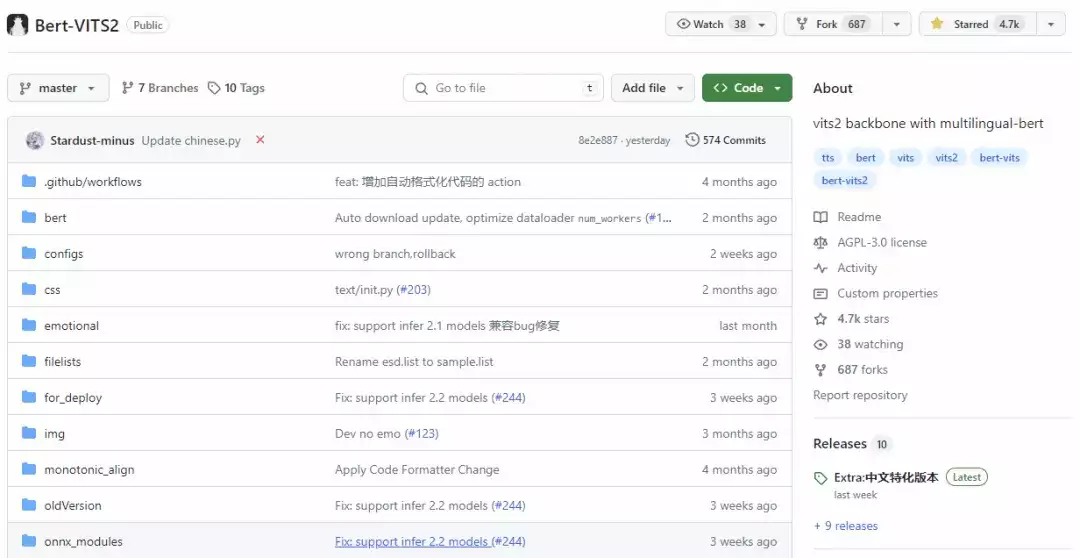 Bert-VITS2 Public Watch 38 Fork 687 Starred 4.7k
master 7 Branches 10 Tags Go to file t Add file <> Code
Stardust-minus Update chinese.py 8e2e887 · yesterday 574 Commits
.github/workflows feat: 增加自动格式化代码的 action 4 months ago
bert Auto download update, optimize dataloader num_workers (#1... 2 months ago
configs wrong branch,rollback 2 weeks ago
css text/init.py (#203) 2 months ago
emotional fix: support infer 2.1 models 兼容bug修复 last month
filelists Rename esd.list to sample.list 2 months ago
for_deploy Fix: support infer 2.2 models (#244) 3 weeks ago
img Dev no emo (#123) 3 months ago
monotonic_align Apply Code Formatter Change 4 months ago
oldVersion Fix: support infer 2.2 models (#244) 3 weeks ago
onnx_modules Fix: support infer 2.2 models (#244) 3 weeks ago
About
vits2 backbone with multilingual-bert
tts bert vits vits2 bert-vits
bert-vits2
Readme
AGPL-3.0 license
Activity
Custom properties
4.7k stars
38 watching
687 forks
Report repository
Releases 10
Extra:中文特化版本 Latest
last week
+ 9 releases